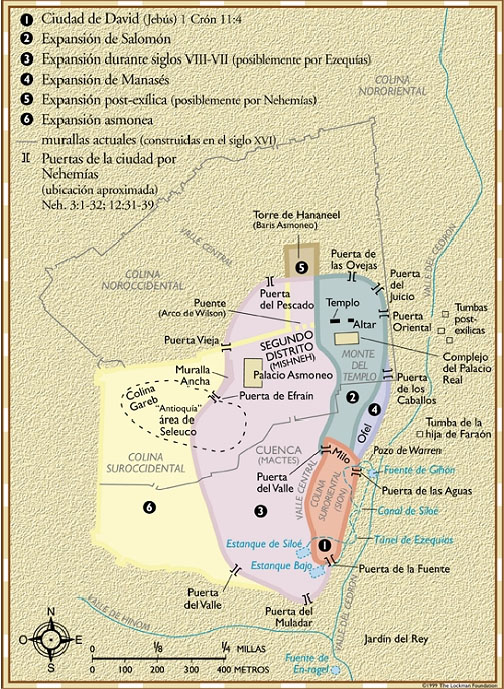 1 Ciudad de David (Jebús) 1 Crón 11:4
2 Expansión de Salomón
3 Expansión durante siglos VIII-VII (posiblemente por Ezequías)
4 Expansión de Manasés
5 Expansión post-exílica (posiblemente por Nehemías)
6 Expansión asmonea
murallas actuales (construidas en el siglo XVI)
Puertas de la ciudad por
Nehemías
(ubicación aproximada)
Neh. 3:1-32; 12:31-39
COLINA
NORORIENTAL
Torre de Hananeel
(Baris Asmoneo)
VALLE CENTRAL
VALLE DEL CEDRON
5
Puerta de
las Ovejas
COLINA
NOROCCIDENTAL
Puerta
del
Juicio
Puerta
del Pescado
Puente
(Arco de Wilson)
Templo
Altar
Puerta
Oriental
Tumbas
post-
exílicas
Puerta Vieja
SEGUNDO
DISTRITO
(MISHNEH)
MONTE
DEL
TEMPLO
Complejo
del Palacio
Real
Muralla
Ancha
Palacio Asmoneo
Puerta
de los
Caballos
Colina
Gareb
Puerta de Efraín
2
4
"Antioquía"
área de
Seleuco
Ofel
Tumba de la
hija de Faraón
COLINA
SUROCCIDENTAL
CUENCA
(MACTES)
Milo
Pozo de Warren
Fuente de Gihón
Puerta
del Valle
VALLE CENTRAL
COLINA
SURORIENTAL
(SION)
Puerta de las Aguas
6
3
Canal de Siloé
Estanque de Siloé
1
Túnel de Ezequías
Estanque Bajo
Puerta de la Fuente
Puerta
del Valle
Puerta del
Muladar
VALLE DE HINOM
VALLE DE CEDRON
N
O
E
S
0
1/8
1/4
MILLAS
0 100 200 300 400 METROS
Jardín del Rey
Fuente de
En-ragel
©1999 The Lockman Foundation